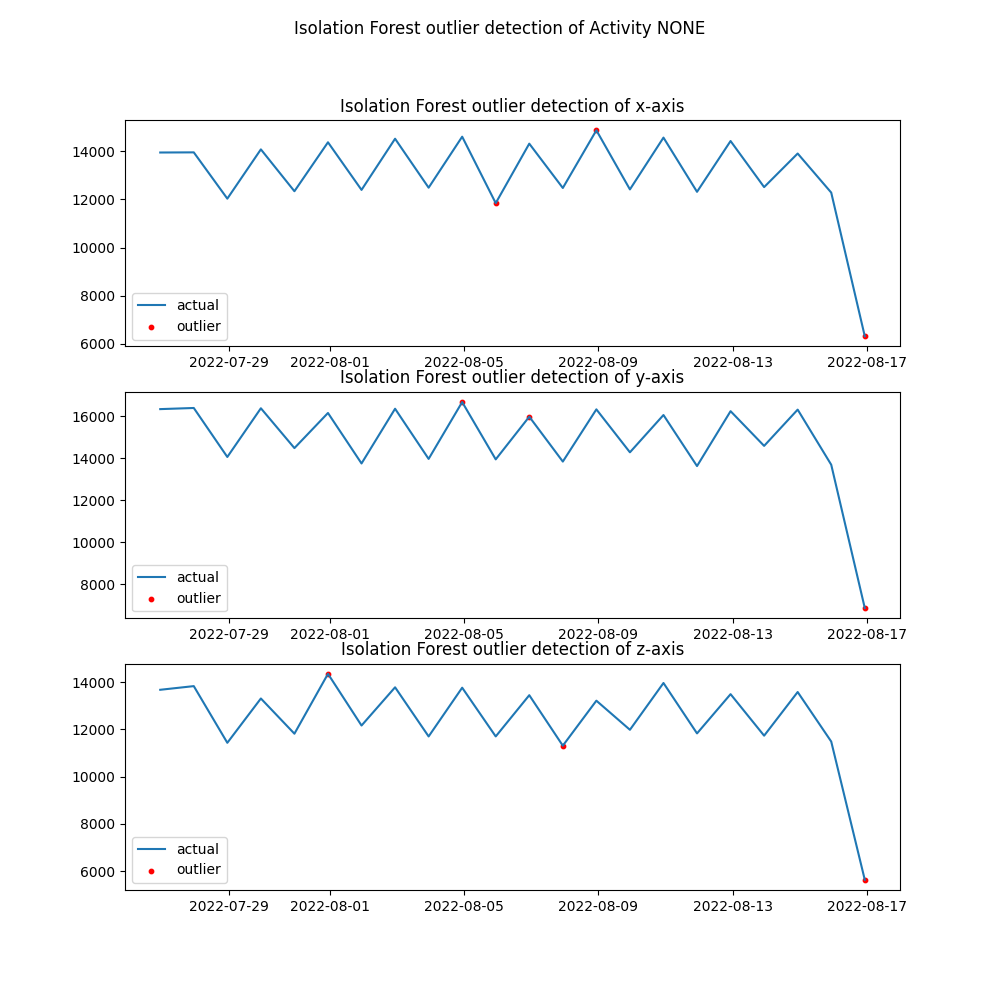 Isolation Forest outlier detection of Activity NONE
Isolation Forest outlier detection of x-axis
14000
12000
10000
8000
6000
actual
outlier
2022-07-29 2022-08-01 2022-08-05 2022-08-09 2022-08-13 2022-08-17
Isolation Forest outlier detection of y-axis
16000
14000
12000
10000
8000
actual
outlier
2022-07-29 2022-08-01 2022-08-05 2022-08-09 2022-08-13 2022-08-17
Isolation Forest outlier detection of z-axis
14000
12000
10000
8000
6000
actual
outlier
2022-07-29 2022-08-01 2022-08-05 2022-08-09 2022-08-13 2022-08-17